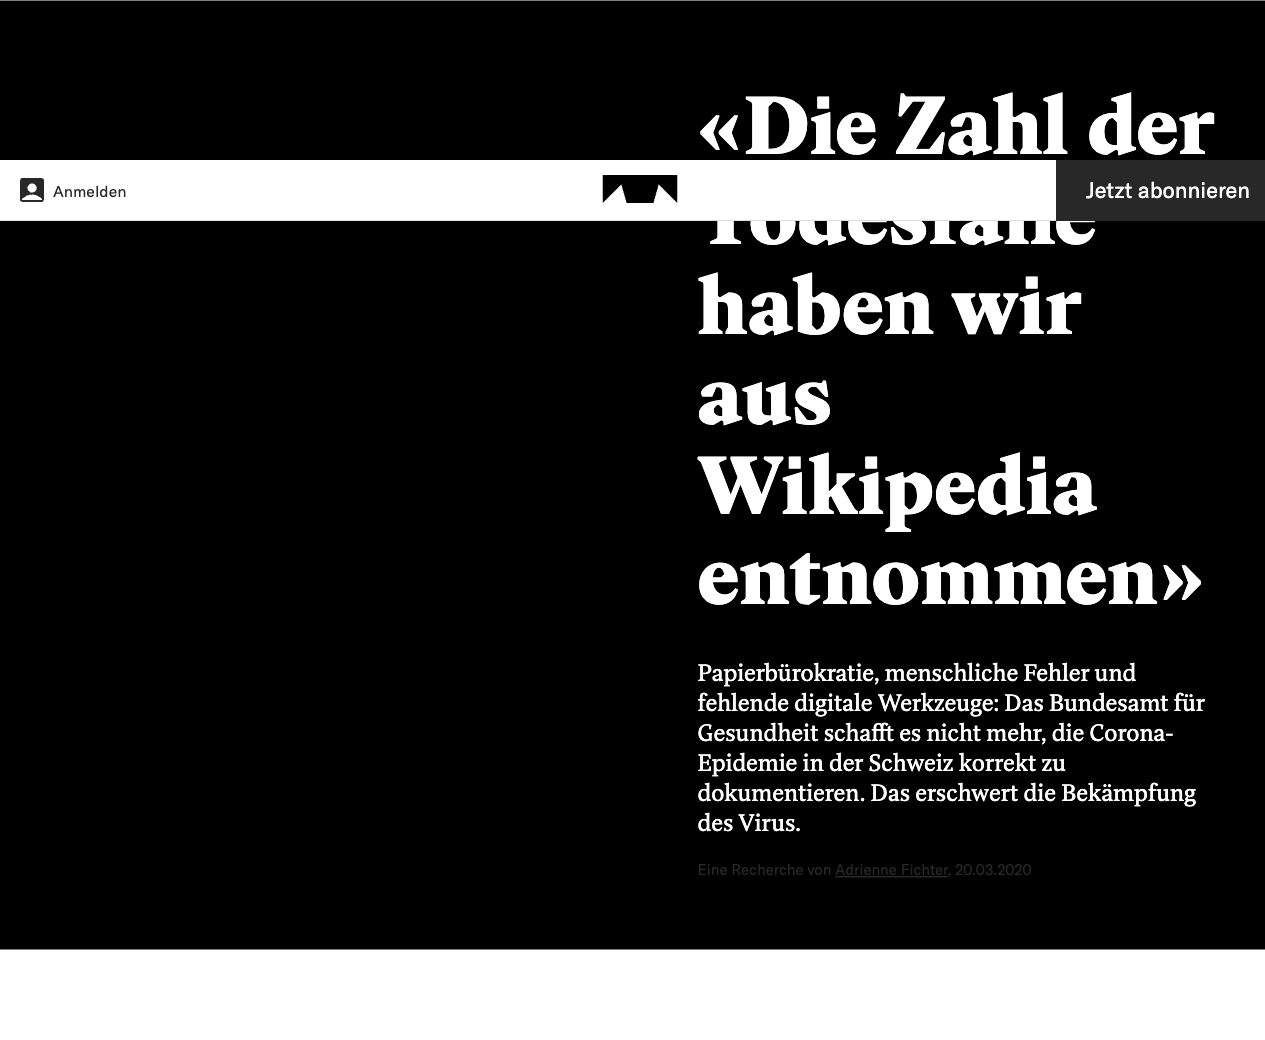 «Die Zahl der
Anmelden
Jetzt abonnieren
Todesfälle
haben wir
aus
Wikipedia
entnommen»
Papierbürokratie, menschliche Fehler und
fehlende digitale Werkzeuge: Das Bundesamt für
Gesundheit schafft es nicht mehr, die Corona-
Epidemie in der Schweiz korrekt zu
dokumentieren. Das erschwert die Bekämpfung
des Virus.
Eine Recherche von Adrienne Fichter, 20.03.2020